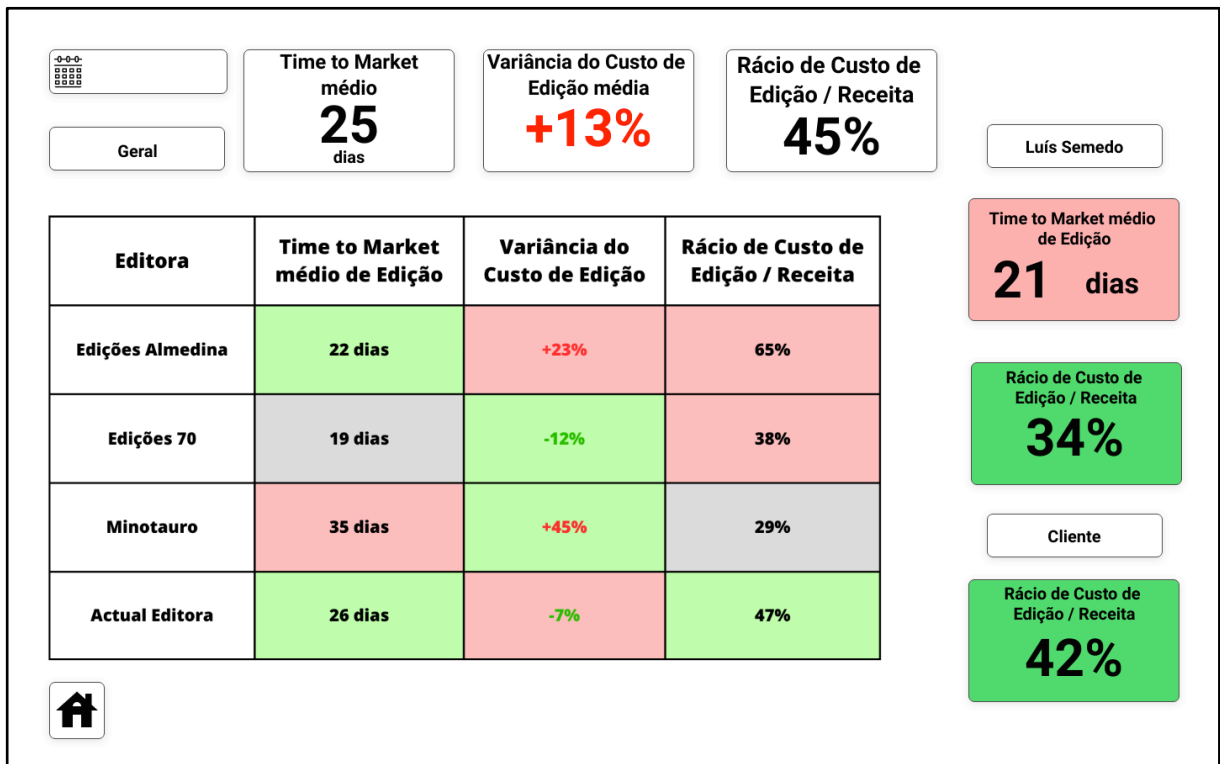 Time to Market
médio
25
dias
Variância do Custo de
Edição média
+13%
Rácio de Custo de
Edição / Receita
45%
Geral
Luís Semedo
Time to Market médio
de Edição
21 dias
Rácio de Custo de
Edição / Receita
34%
Cliente
Rácio de Custo de
Edição / Receita
42%
Editora
Time to Market
médio de Edição
Variância do
Custo de Edição
Rácio de Custo de
Edição / Receita
Edições Almedina
22 dias
+23%
65%
Edições 70
19 dias
-12%
38%
Minotauro
35 dias
+45%
29%
Actual Editora
26 dias
-7%
47%